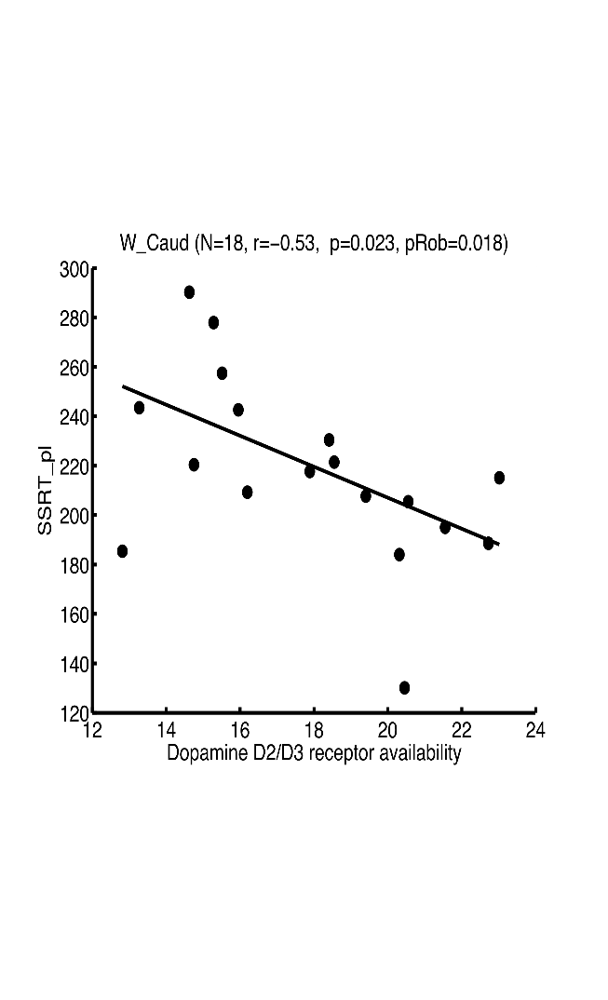 W_Caud (N=18, r=−0.53,  p=0.023, pRob=0.018)
300
280
260
240
220
200
180
160
140
120
SSRT_pl
12 14 16 18 20 22 24
Dopamine D2/D3 receptor availability